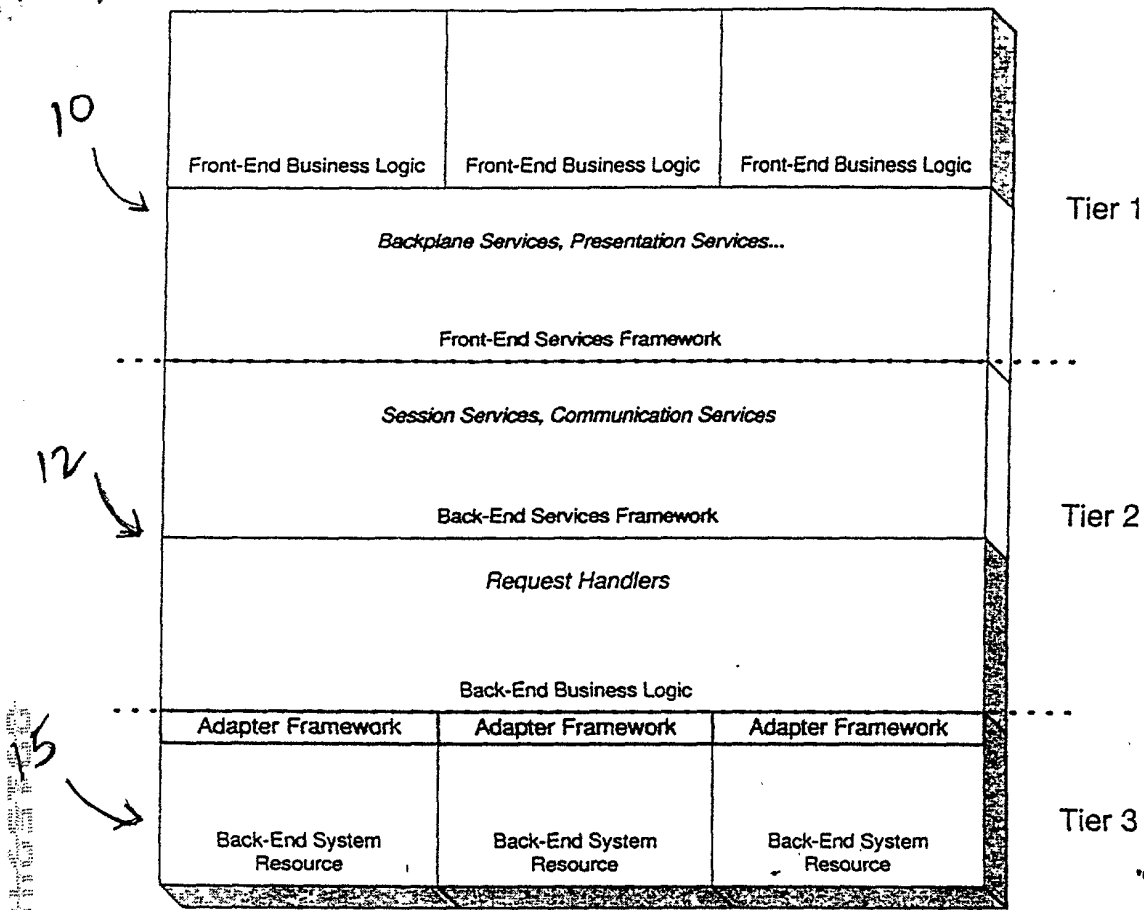 10
Front-End Business Logic
Front-End Business Logic
Front-End Business Logic
Tier 1
Backplane Services, Presentation Services...
Front-End Services Framework
Session Services, Communication Services
12
Back-End Services Framework
Tier 2
Request Handlers
Back-End Business Logic
Adapter Framework
Adapter Framework
Adapter Framework
15
Tier 3
Back-End System
Resource
Back-End System
Resource
Back-End System
Resource